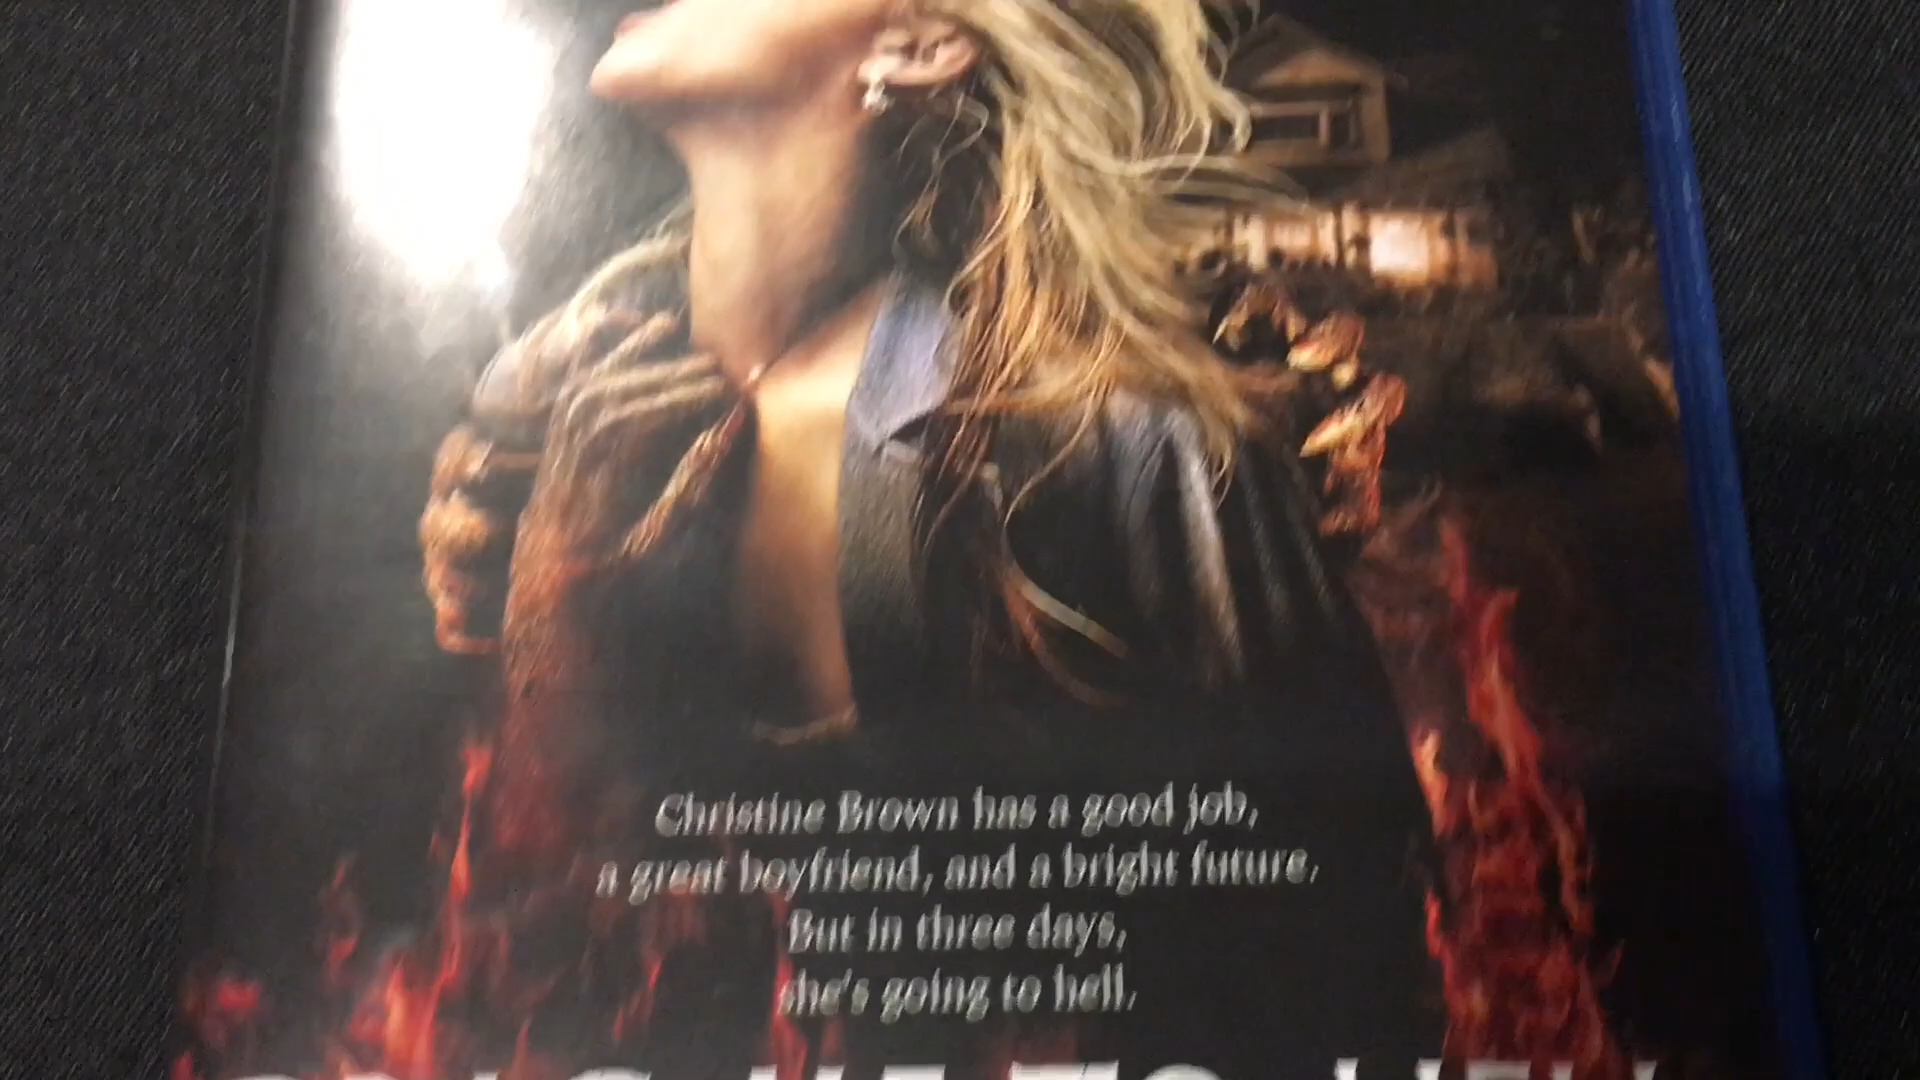 Christine Brown has a good job,
a great boyfriend, and a bright future.
But in three days,
she's going to hell.